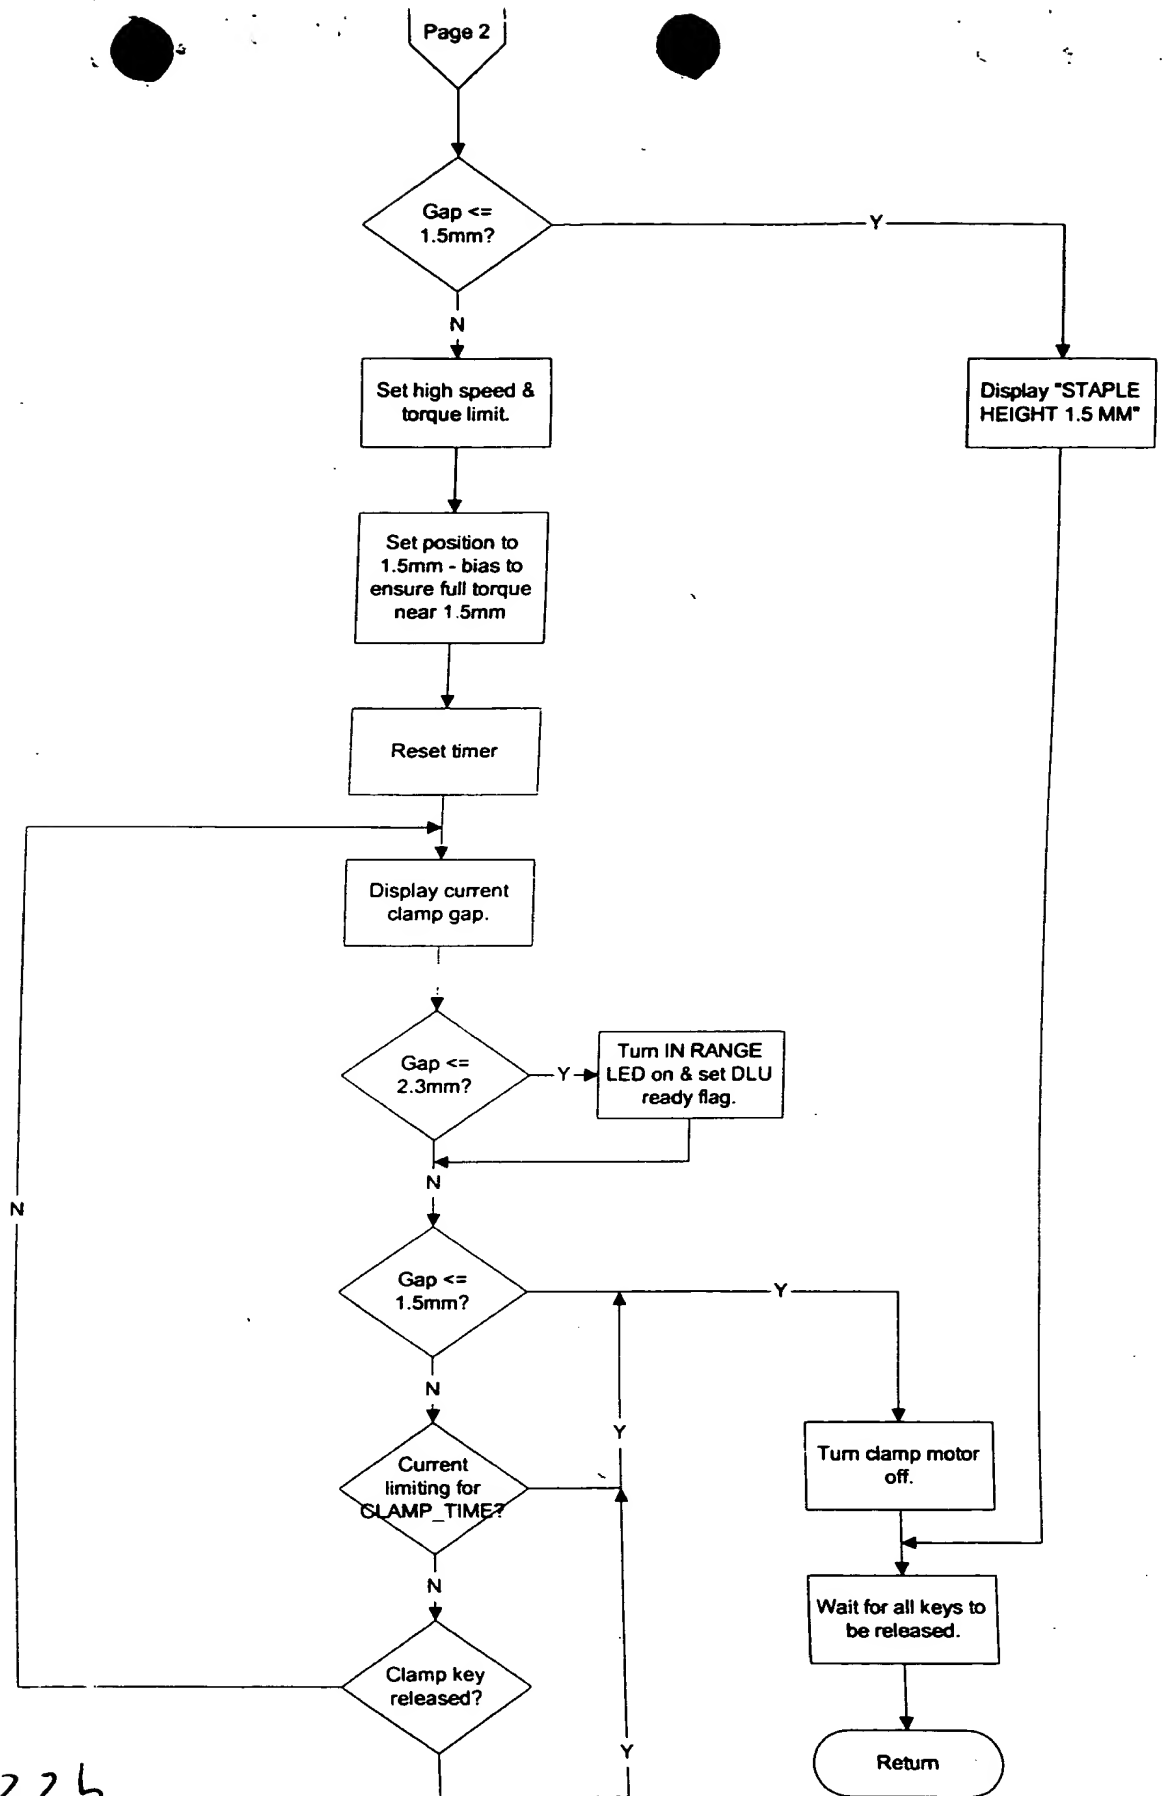 Page 2
Gap <=
1.5mm?
Y
N
Set high speed &
torque limit.
Display "STAPLE
HEIGHT 1.5 MM"
Set position to
1.5mm - bias to
ensure full torque
near 1.5mm
Reset timer
Display current
clamp gap.
Gap <=
2.3mm?
Y
Turn IN RANGE
LED on & set DLU
ready flag.
N
N
Gap <=
1.5mm?
Y
N
Y
Current
limiting for
CLAMP_TIME?
Turn clamp motor
off.
N
Wait for all keys to
be released.
Clamp key
released?
Y
Return
22b